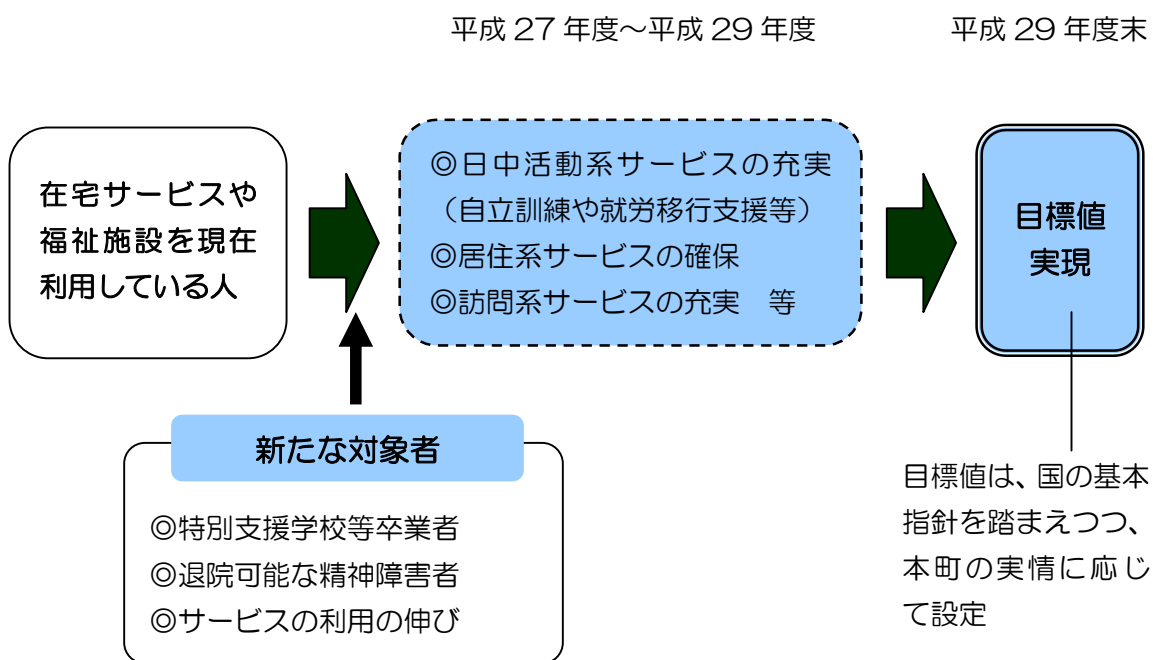 平成 27 年度～平成 29 年度
平成 29 年度末
在宅サービスや
福祉施設を現在
利用している人
◎日中活動系サービスの充実
（自立訓練や就労移行支援等）
◎居住系サービスの確保
◎訪問系サービスの充実　等
目標値
実現
新たな対象者
◎特別支援学校等卒業者
◎退院可能な精神障害者
◎サービスの利用の伸び
目標値は、国の基本
指針を踏まえつつ、
本町の実情に応じ
て設定